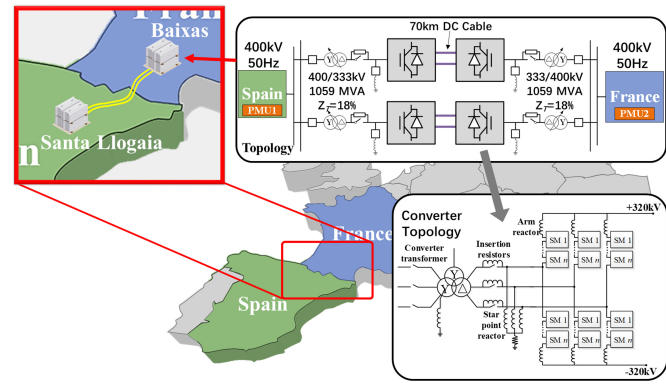 Fran
Baixas
Santa Llogaia
n
70km DC Cable
400kV
50Hz
Spain
PMU1
400/333kV
1059 MVA
Z_T=18%
333/400kV
1059 MVA
Z_T=18%
400kV
50Hz
France
PMU2
Topology
Y
Y
Y
Y
France
Spain
Converter
Topology
Converter
transformer
Insertion
resistors
Arm
reactor
Star
point
reactor
Y
Y
+320kV
SM 1
SM 1
SM 1
SM n
SM n
SM n
SM 1
SM 1
SM 1
SM n
SM n
SM n
-320kV